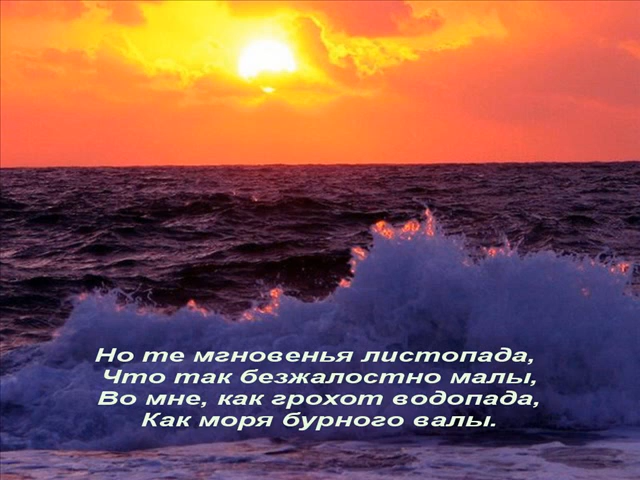 Но те мгновенья листопада,
Что так безжалостно малы,
Во мне, как грохот водопада,
Как моря бурного валы.